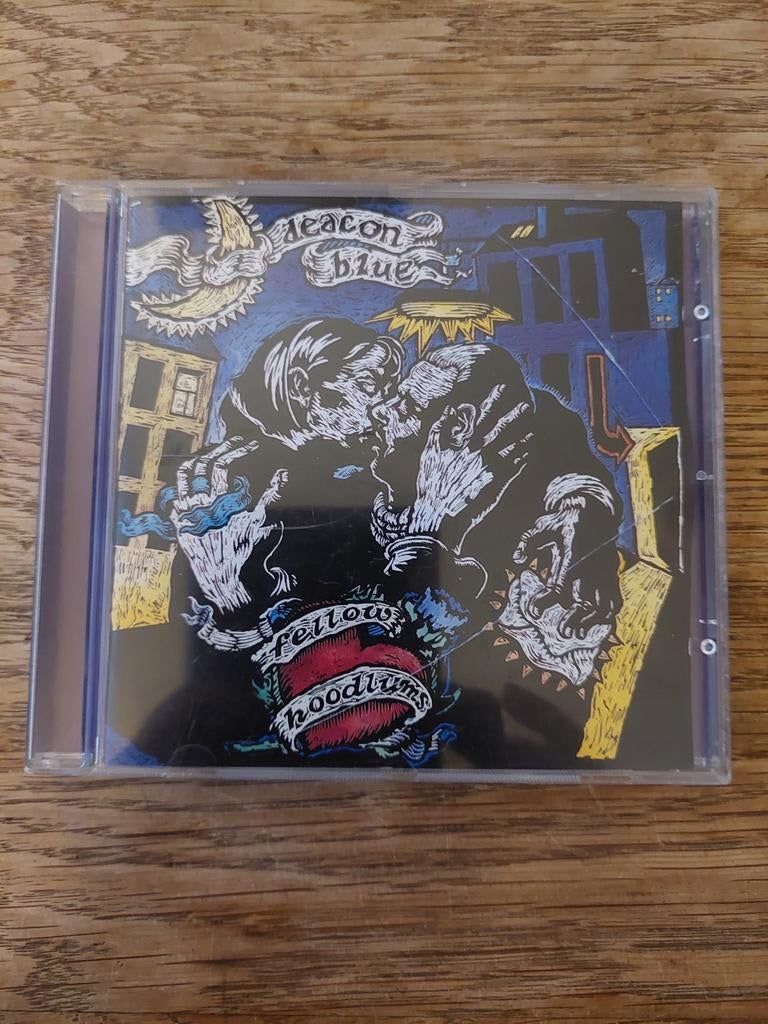 deacon
blue
fellow
hoodlums